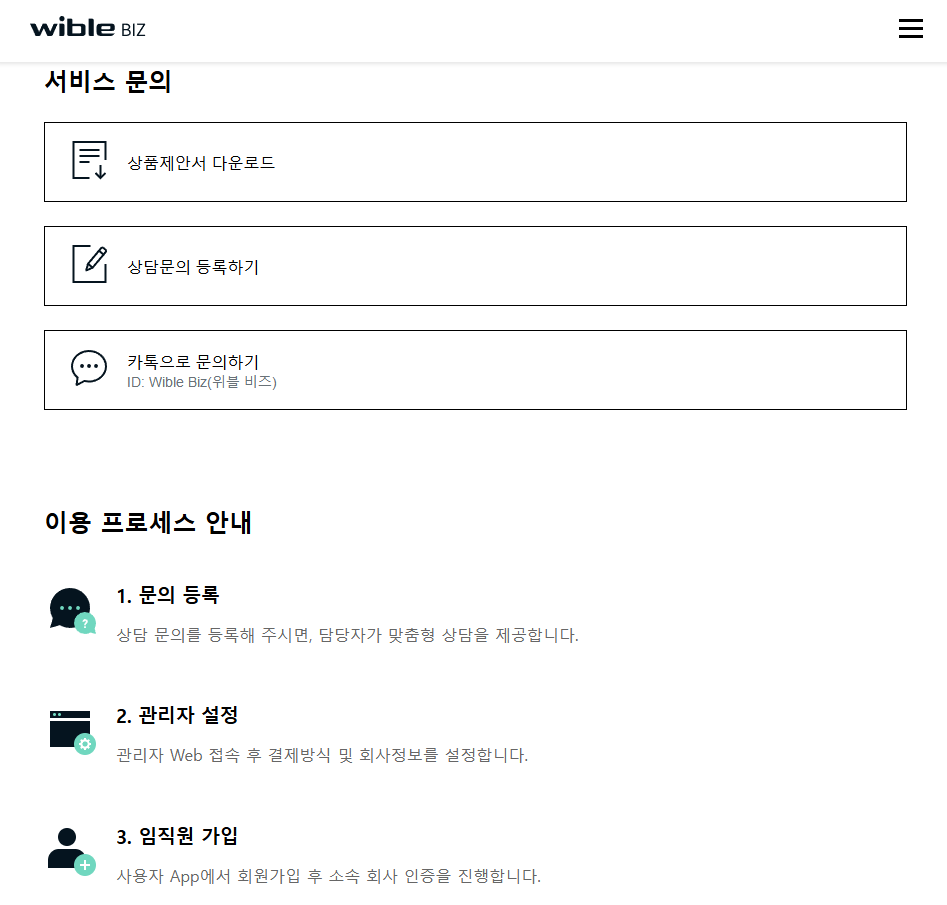 wible BIZ
서비스 문의
상품제안서 다운로드
상담문의 등록하기
카톡으로 문의하기
ID: Wible Biz(위블 비즈)
이용 프로세스 안내
1. 문의 등록
?
상담 문의를 등록해 주시면, 담당자가 맞춤형 상담을 제공합니다.
2. 관리자 설정
관리자 Web 접속 후 결제방식 및 회사정보를 설정합니다.
3. 임직원 가입
사용자 App에서 회원가입 후 소속 회사 인증을 진행합니다.